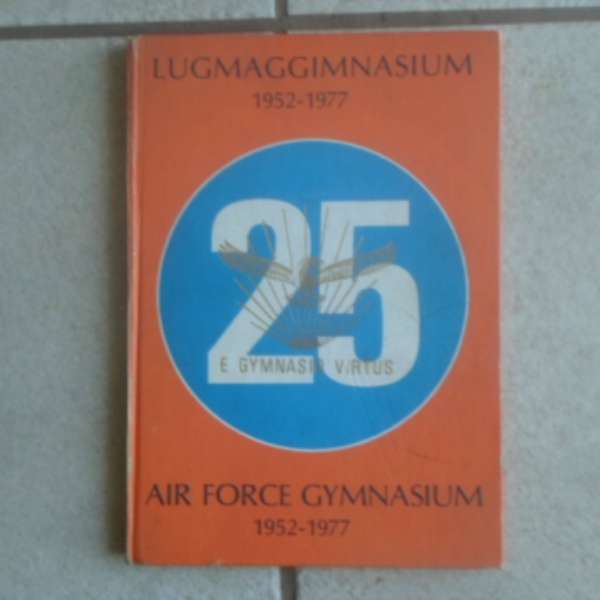 LUGMAGGIMNASIUM
1952-1977
25
E GYMNASIO VIRTUS
AIR FORCE GYMNASIUM
1952-1977